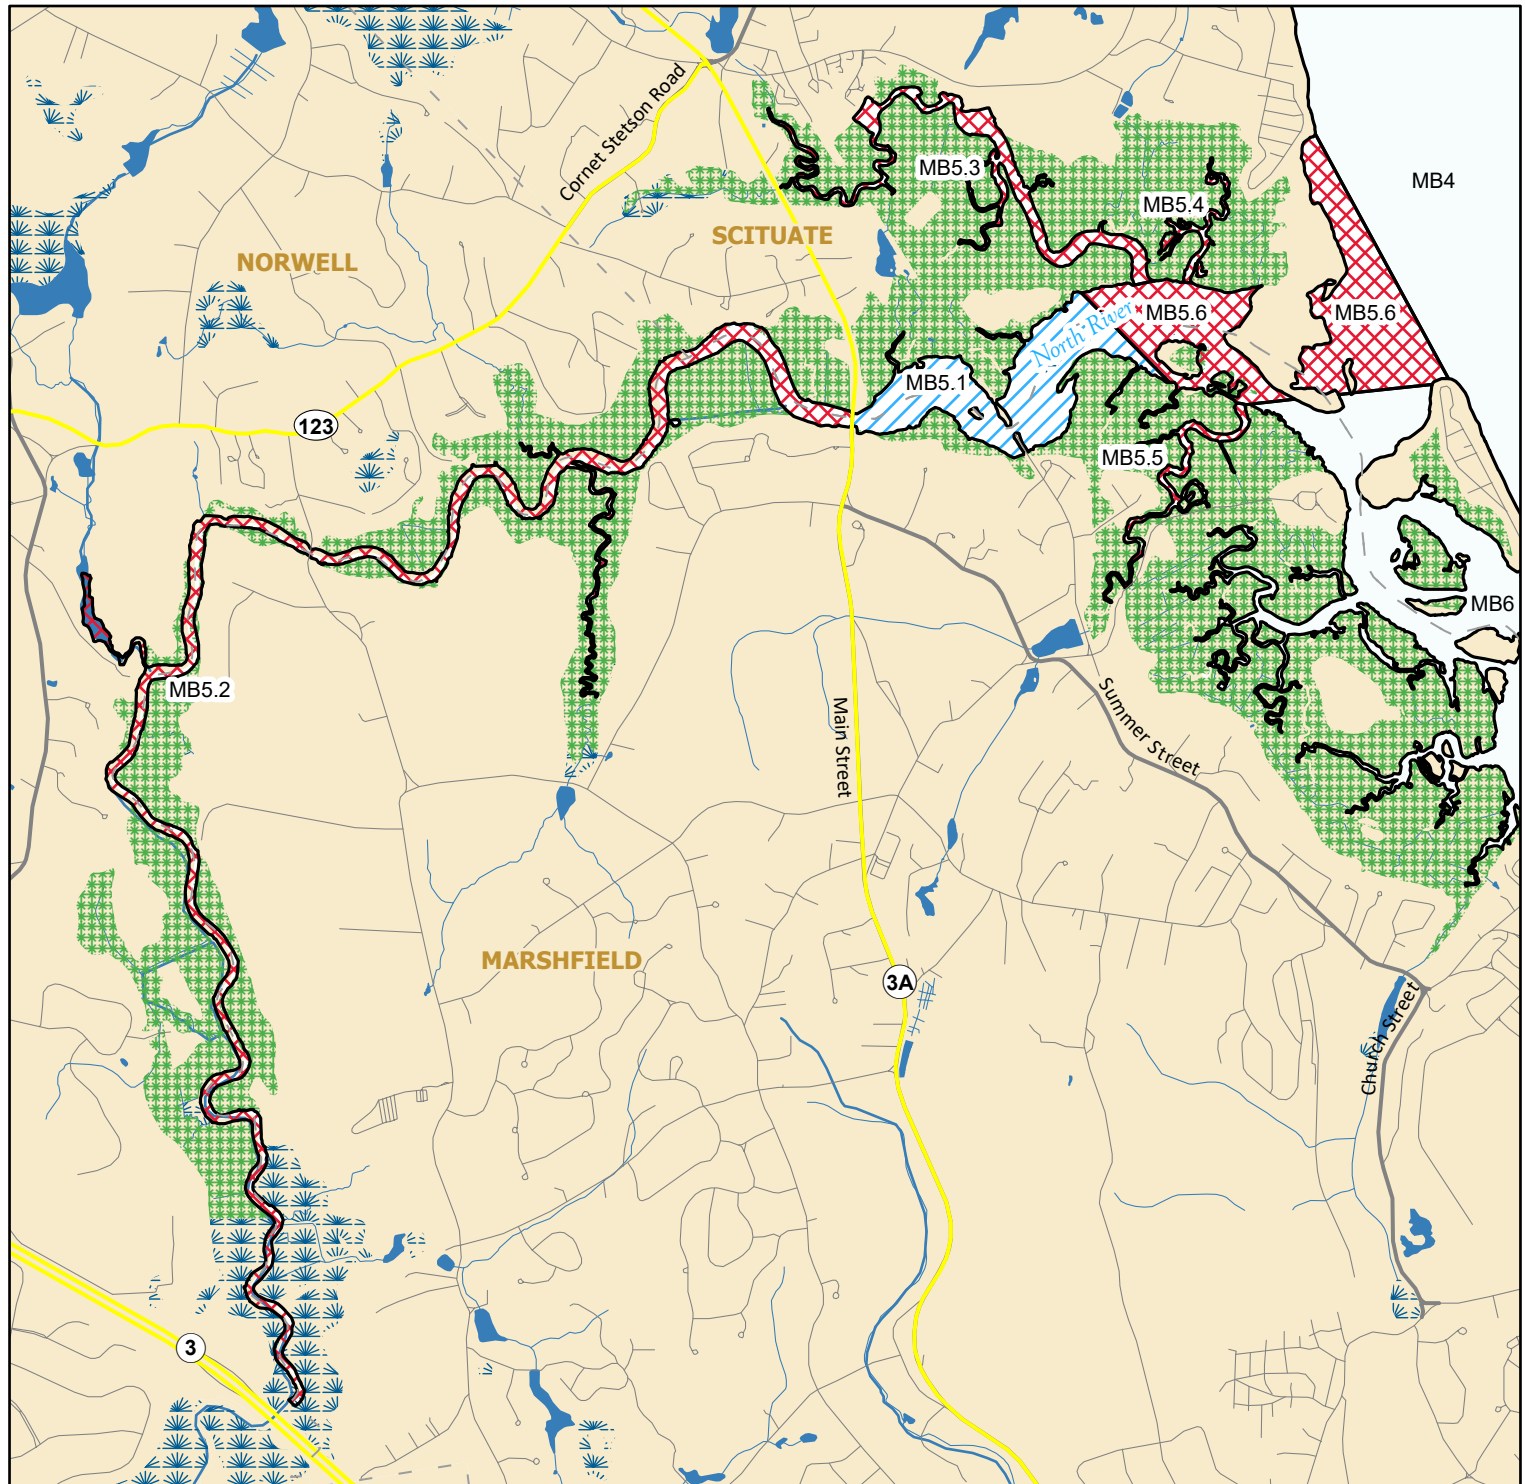 Cornet Stetson Road
MB5.3
MB4
MB5.4
SCITUATE
NORWELL
North River
MB5.6
MB5.6
MB5.1
123
MB5.5
MB6
MB5.2
Main Street
Summer Street
MARSHFIELD
3A
Church Street
3